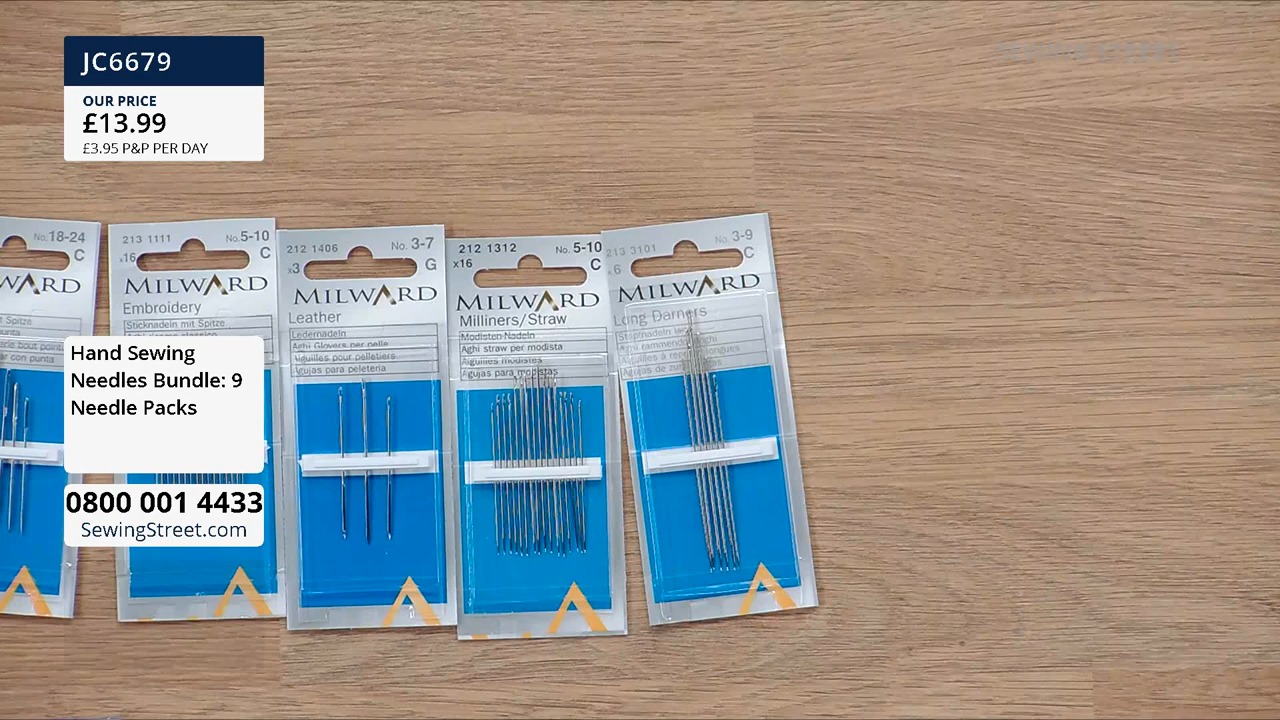 JC6679
OUR PRICE
£13.99
£3.95 P&P PER DAY
No.18-24
C
213 1111
No.5-10
x16
C
MILWARD
Embroidery
Sticknadeln mit Spitze
212 1406
No. 3-7
x3
G
MILWARD
Leather
Ledernadeln
Aghi Glovers per pelle
Aiguilles pour pelletiers
Agujas para peletería
212 1312
No. 5-10
x16
C
MILWARD
Milliners/Straw
Modisten Nadeln
Aghi straw per modista
Aiguilles modistes
Agujas para modistas
213 3101
No. 3-9
x6
C
MILWARD
Long Darners
Hand Sewing
Needles Bundle: 9
Needle Packs
0800 001 4433
SewingStreet.com